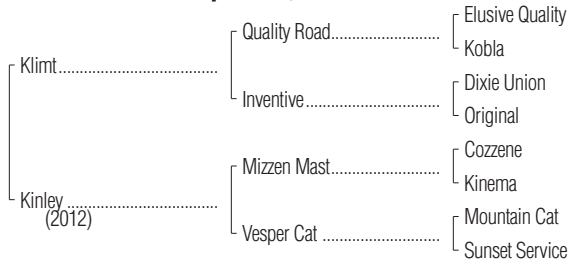 Elusive Quality
Quality Road
Kobla
Klimt
Dixie Union
Inventive
Original
Cozzene
Mizzen Mast
Kinema
Kinley
(2012)
Mountain Cat
Vesper Cat
Sunset Service